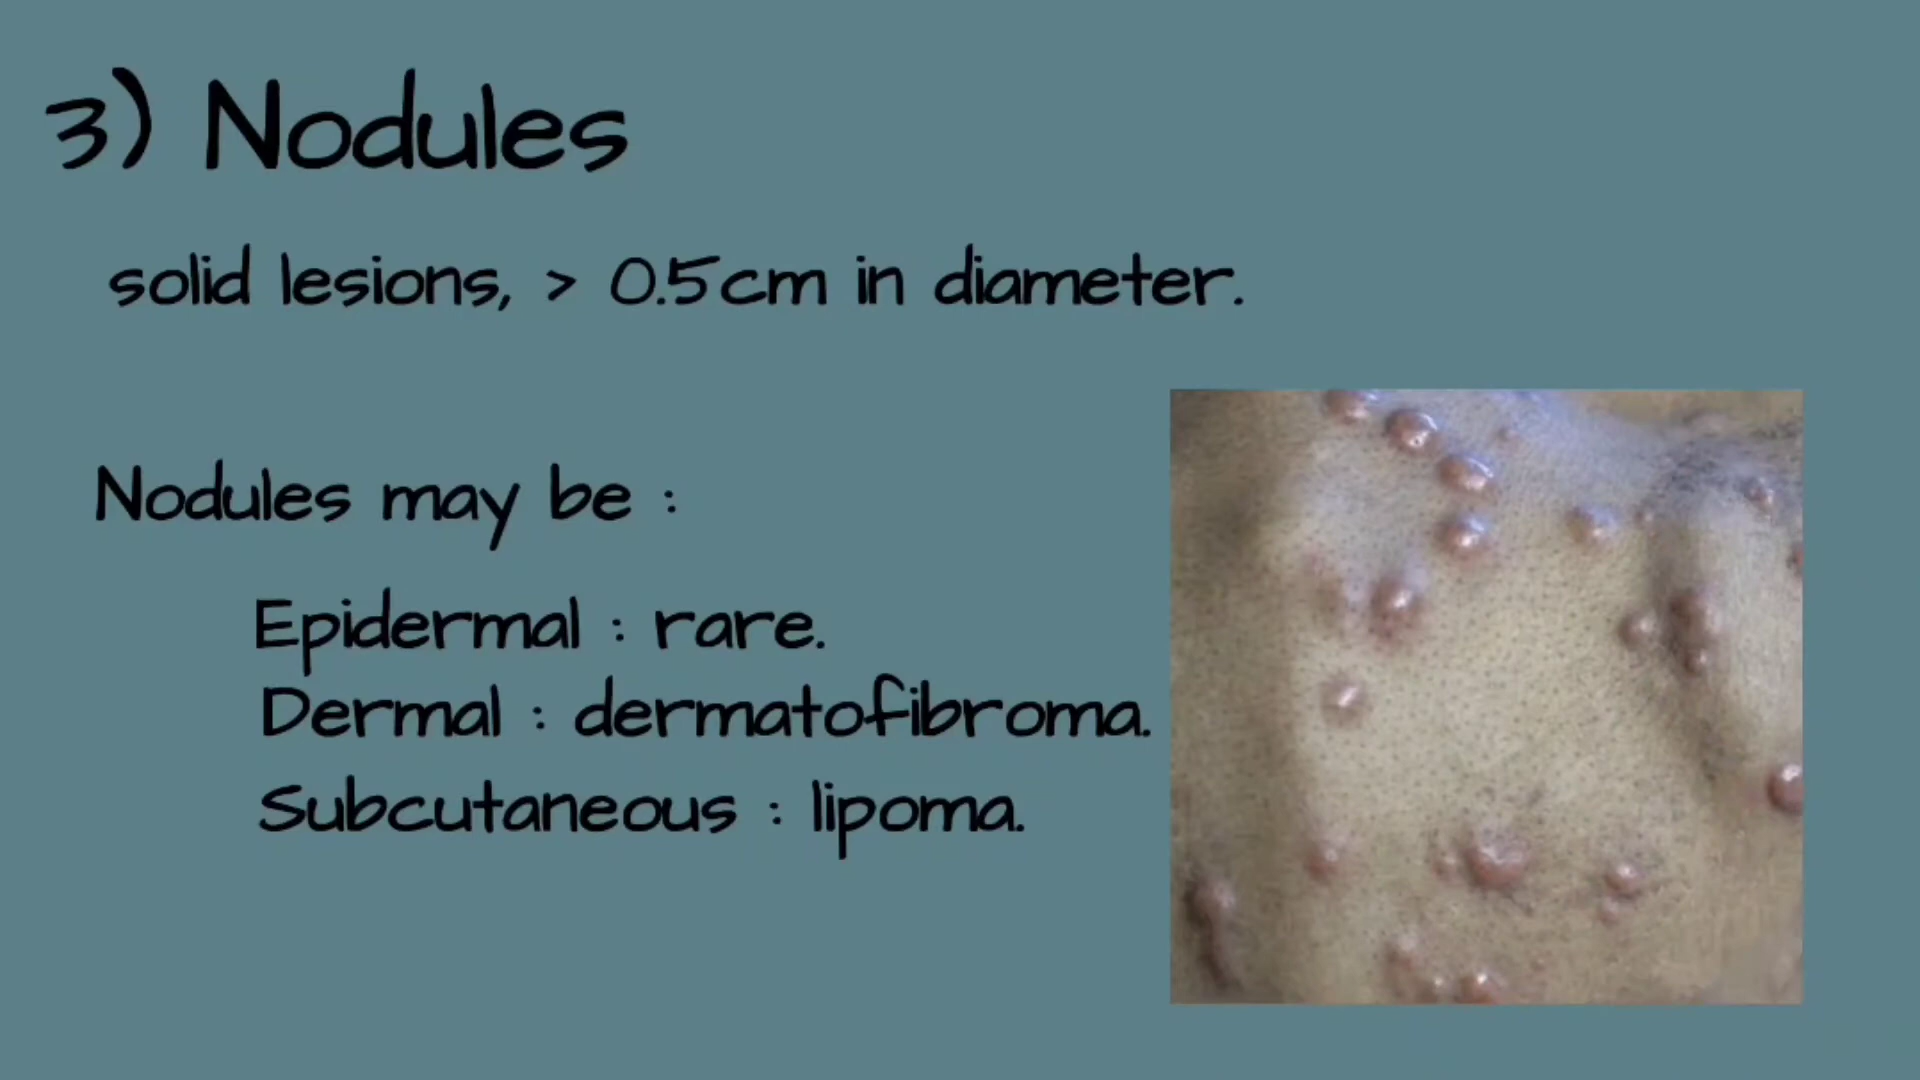 3) Nodules
solid lesions, > 0.5cm in diameter.
Nodules may be :
Epidermal : rare.
Dermal : dermatofibroma.
Subcutaneous : lipoma.